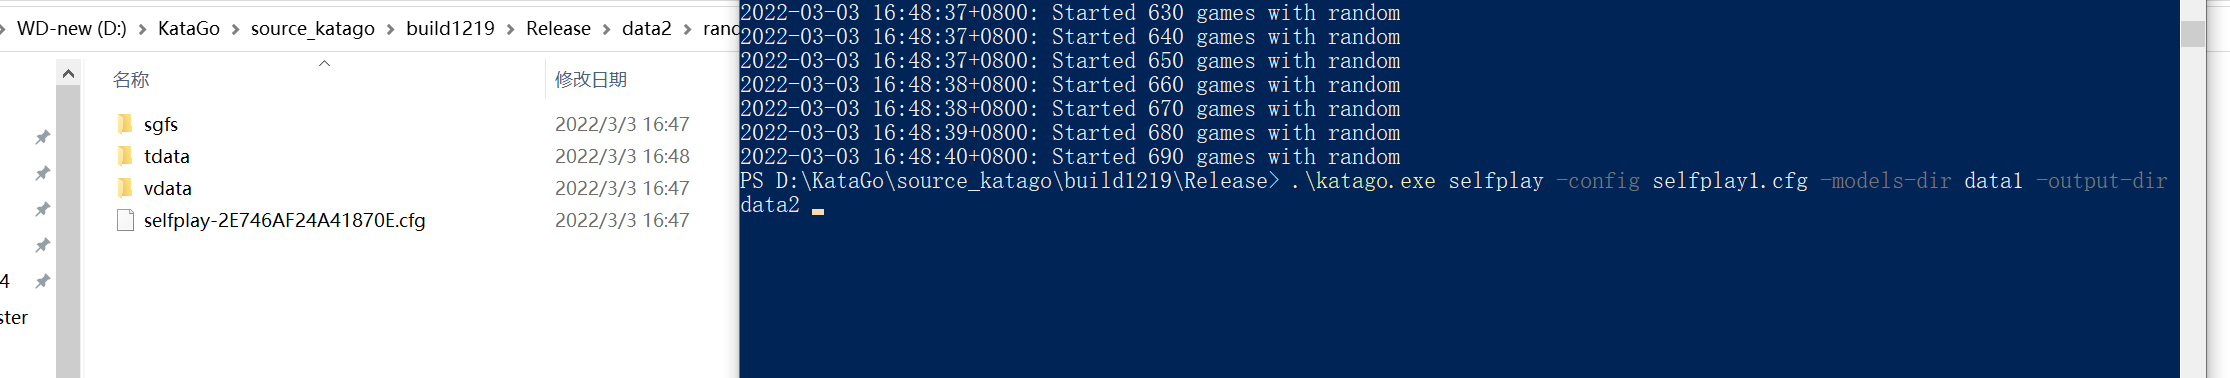 WD-new (D:) > KataGo > source_katago > build1219 > Release > data2 > rand
名称 修改日期
sgfs 2022/3/3 16:47
tdata 2022/3/3 16:48
vdata 2022/3/3 16:47
selfplay-2E746AF24A41870E.cfg 2022/3/3 16:47
4
ster
2022-03-03 16:48:37+0800: Started 630 games with random
2022-03-03 16:48:37+0800: Started 640 games with random
2022-03-03 16:48:37+0800: Started 650 games with random
2022-03-03 16:48:38+0800: Started 660 games with random
2022-03-03 16:48:38+0800: Started 670 games with random
2022-03-03 16:48:39+0800: Started 680 games with random
2022-03-03 16:48:40+0800: Started 690 games with random
PS D:\KataGo\source_katago\build1219\Release> .\katago.exe selfplay -config selfplay1.cfg -models-dir data1 -output-dir
data2